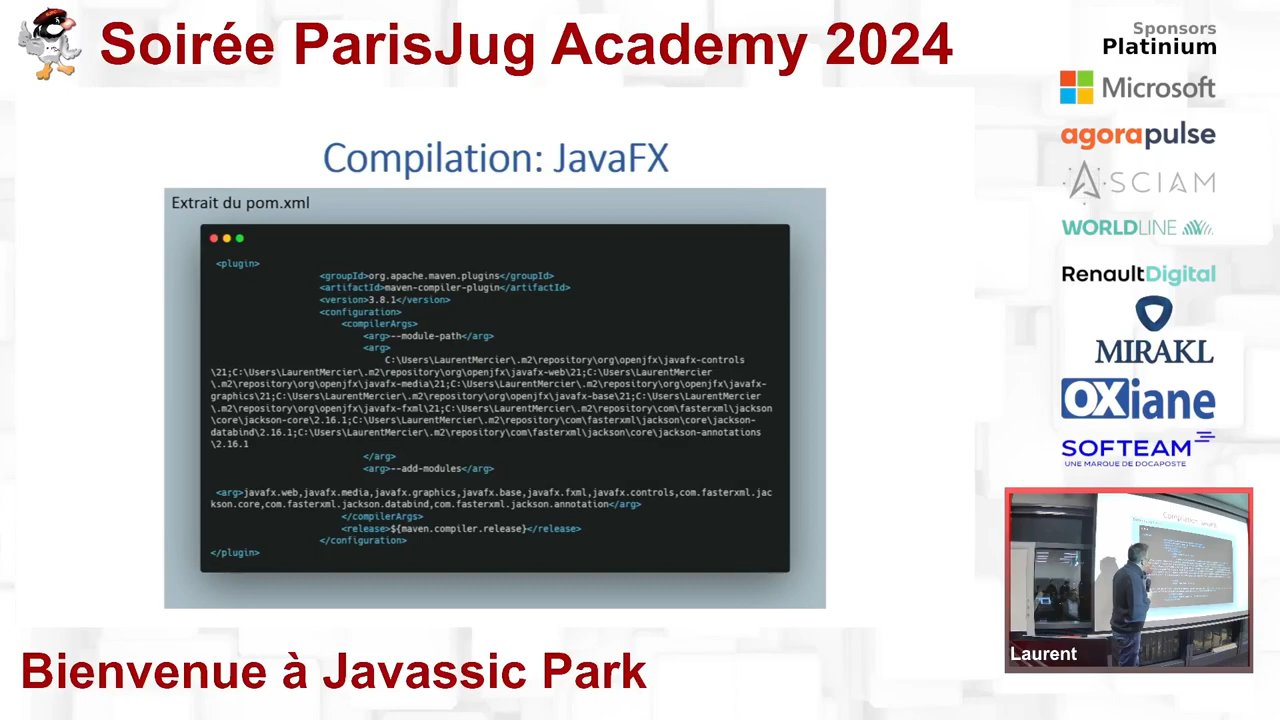 Soirée ParisJug Academy 2024
Sponsors
Platinium
Microsoft
agorapulse
ASCIAM
WORLDLINE
RenaultDigital
MIRAKL
OXiane
SOFTEAM
UNE MARQUE DE DOCAPOSTE
Compilation: JavaFX
Extrait du pom.xml
<plugin>
<groupId>org.apache.maven.plugins</groupId>
<artifactId>maven-compiler-plugin</artifactId>
<version>3.8.1</version>
<configuration>
<compilerArgs>
<arg>--module-path</arg>
<arg>
C:\Users\LaurentMercier\.m2\repository\org\openjfx\javafx-controls
\21;C:\Users\LaurentMercier\.m2\repository\org\openjfx\javafx-web\21;C:\Users\LaurentMercier
\.m2\repository\org\openjfx\javafx-media\21;C:\Users\LaurentMercier\.m2\repository\org\openjfx\javafx-
graphics\21;C:\Users\LaurentMercier\.m2\repository\org\openjfx\javafx-base\21;C:\Users\LaurentMercier
\.m2\repository\org\openjfx\javafx-fxml\21;C:\Users\LaurentMercier\.m2\repository\com\fasterxml\jackson
\core\jackson-core\2.16.1;C:\Users\LaurentMercier\.m2\repository\com\fasterxml\jackson\core\jackson-
databind\2.16.1;C:\Users\LaurentMercier\.m2\repository\com\fasterxml\jackson\core\jackson-annotations
\2.16.1
</arg>
<arg>--add-modules</arg>
<arg>javafx.web,javafx.media,javafx.graphics,javafx.base,javafx.fxml,javafx.controls,com.fasterxml.jac
kson.core,com.fasterxml.jackson.databind,com.fasterxml.jackson.annotation</arg>
</compilerArgs>
<release>${maven.compiler.release}</release>
</configuration>
</plugin>
Compilation: JavaFX
Laurent
Bienvenue à Javassic Park